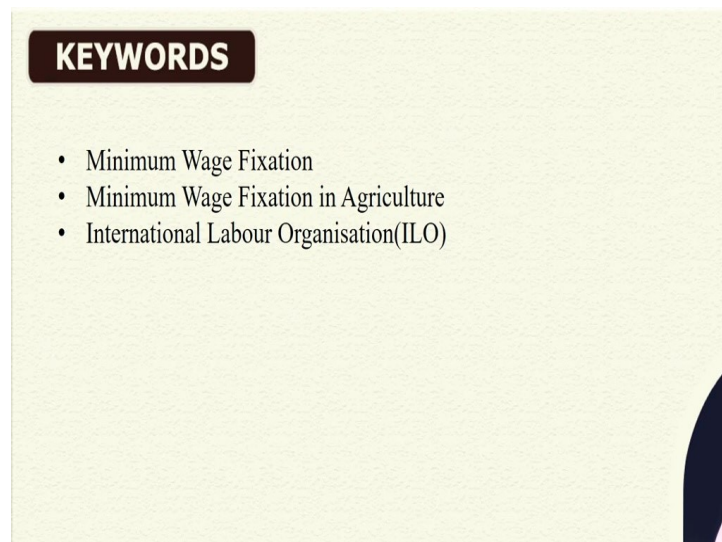 KEYWORDS
• Minimum Wage Fixation
• Minimum Wage Fixation in Agriculture
• International Labour Organisation(ILO)